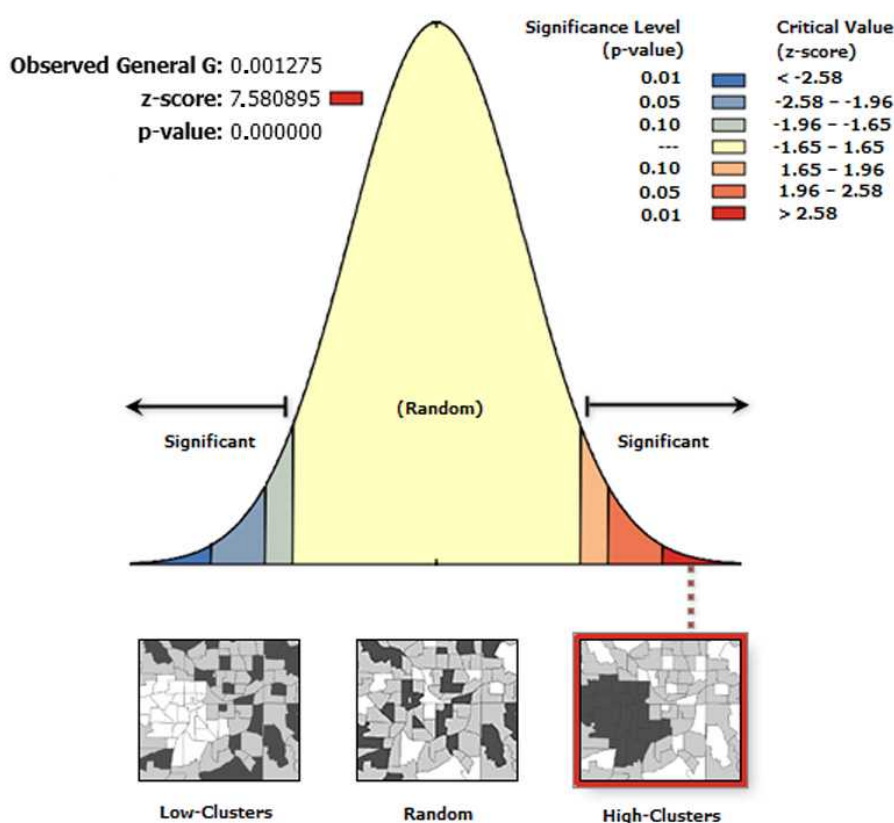 Observed General G: 0.001275
z-score: 7.580895
p-value: 0.000000
Significance Level
(p-value)
Critical Value
(z-score)
0.01 < -2.58
0.05 -2.58 – -1.96
0.10 -1.96 – -1.65
--- -1.65 – 1.65
0.10 1.65 – 1.96
0.05 1.96 – 2.58
0.01 > 2.58
(Random)
Significant
Significant
Low-Clusters
Random
High-Clusters